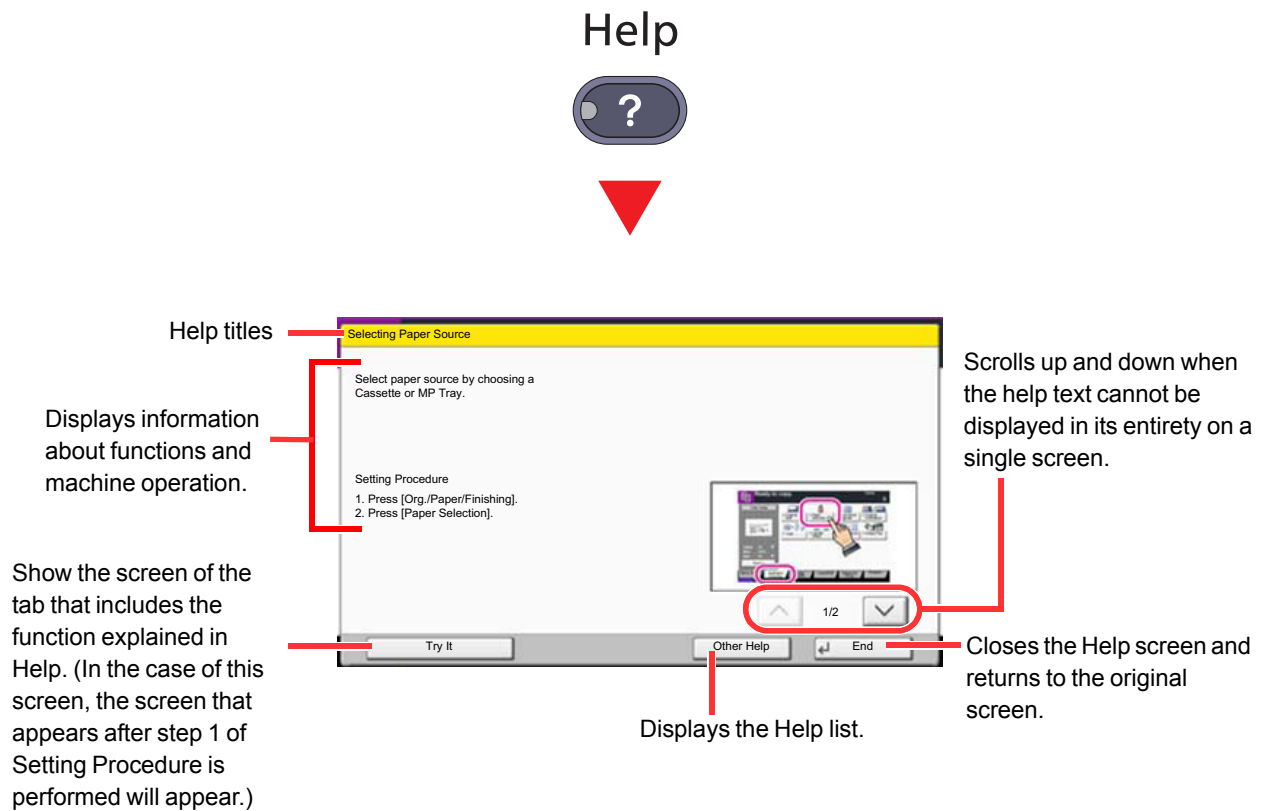 Help
?
Help titles
Selecting Paper Source
Select paper source by choosing a
Cassette or MP Tray.
Displays information
about functions and
machine operation.
Setting Procedure
1. Press [Org./Paper/Finishing].
2. Press [Paper Selection].
Scrolls up and down when
the help text cannot be
displayed in its entirety on a
single screen.
1/2
Show the screen of the
tab that includes the
function explained in
Help. (In the case of this
screen, the screen that
appears after step 1 of
Setting Procedure is
performed will appear.)
Try It
Other Help
End
Closes the Help screen and
returns to the original
screen.
Displays the Help list.